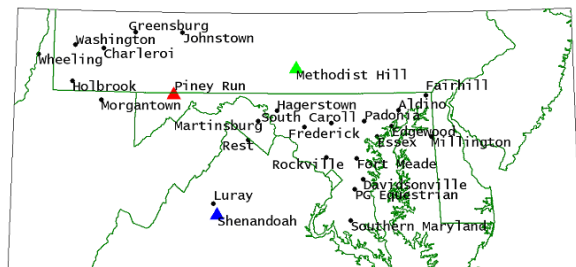 Greensburg
Washington
Johnstown
Charleroi
Wheeling
Methodist Hill
Holbrook
Piney Run
Fairhill
Morgantown
Hagerstown
Aldino
South Carroll
Padonia
Martinsburg
Frederick
Edgewood
Essex
Millington
Rest
Rockville
Fort Meade
Davidsonville
Luray
PG Equestrian
Shenandoah
Southern Maryland